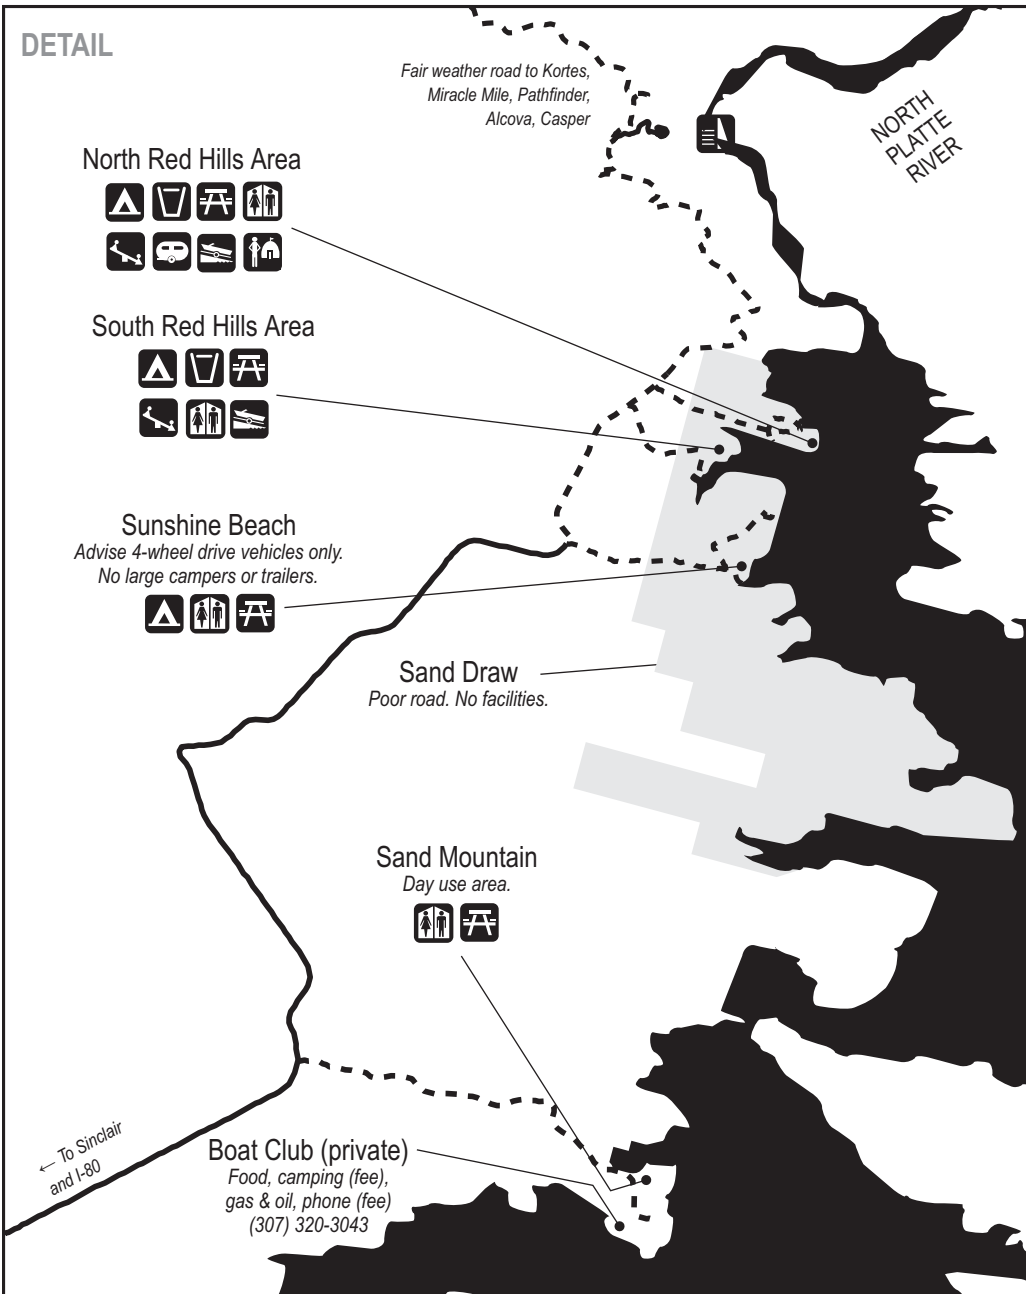 DETAIL
Fair weather road to Kortes,
Miracle Mile, Pathfinder,
Alcova, Casper
NORTH
PLATTE
RIVER
North Red Hills Area
South Red Hills Area
Sunshine Beach
Advise 4-wheel drive vehicles only.
No large campers or trailers.
Sand Draw
Poor road. No facilities.
Sand Mountain
Day use area.
← To Sinclair
and I-80
Boat Club (private)
Food, camping (fee),
gas & oil, phone (fee)
(307) 320-3043